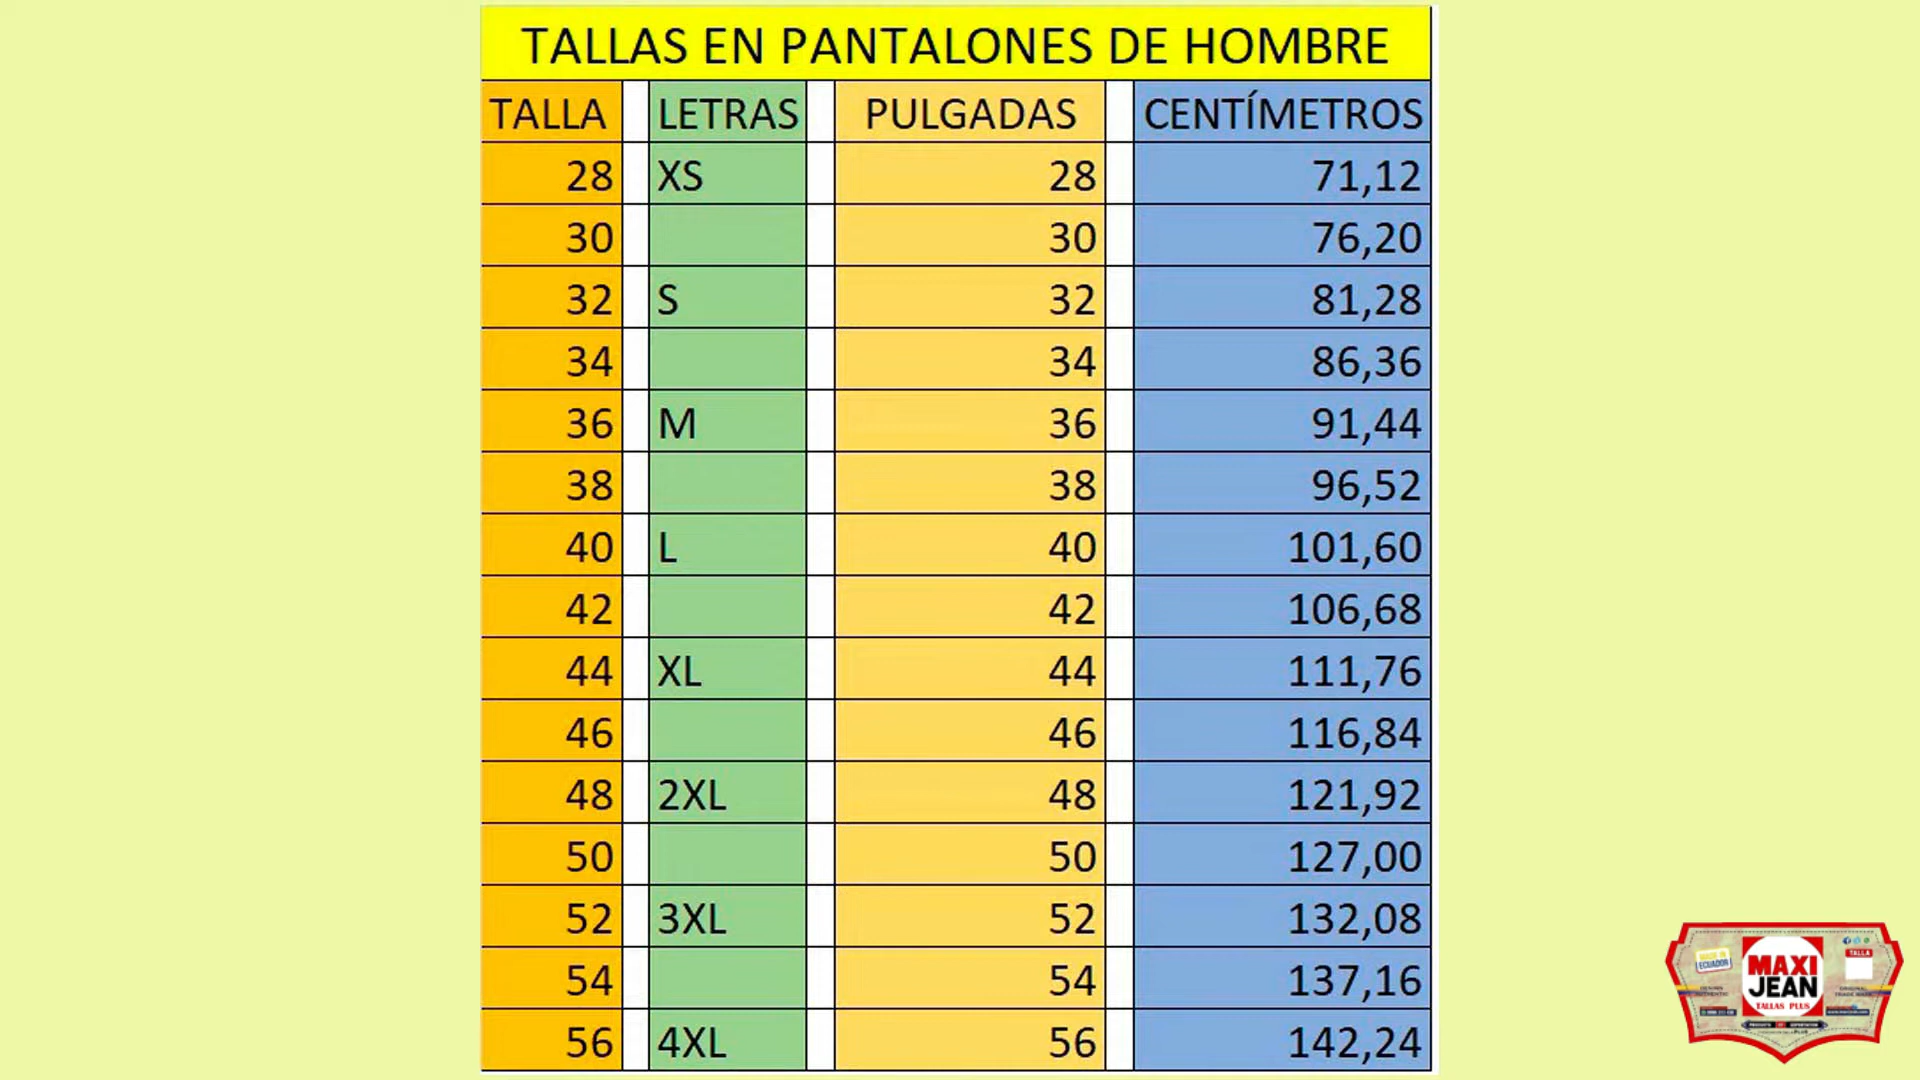 TALLAS EN PANTALONES DE HOMBRE
TALLA LETRAS PULGADAS CENTÍMETROS
28 XS 28 71,12
30 30 76,20
32 S 32 81,28
34 34 86,36
36 M 36 91,44
38 38 96,52
40 L 40 101,60
42 42 106,68
44 XL 44 111,76
46 46 116,84
48 2XL 48 121,92
50 50 127,00
52 3XL 52 132,08
54 54 137,16
56 4XL 56 142,24
MADE IN
ECUADOR
TALLA
MAXI
JEAN
TALLAS PLUS